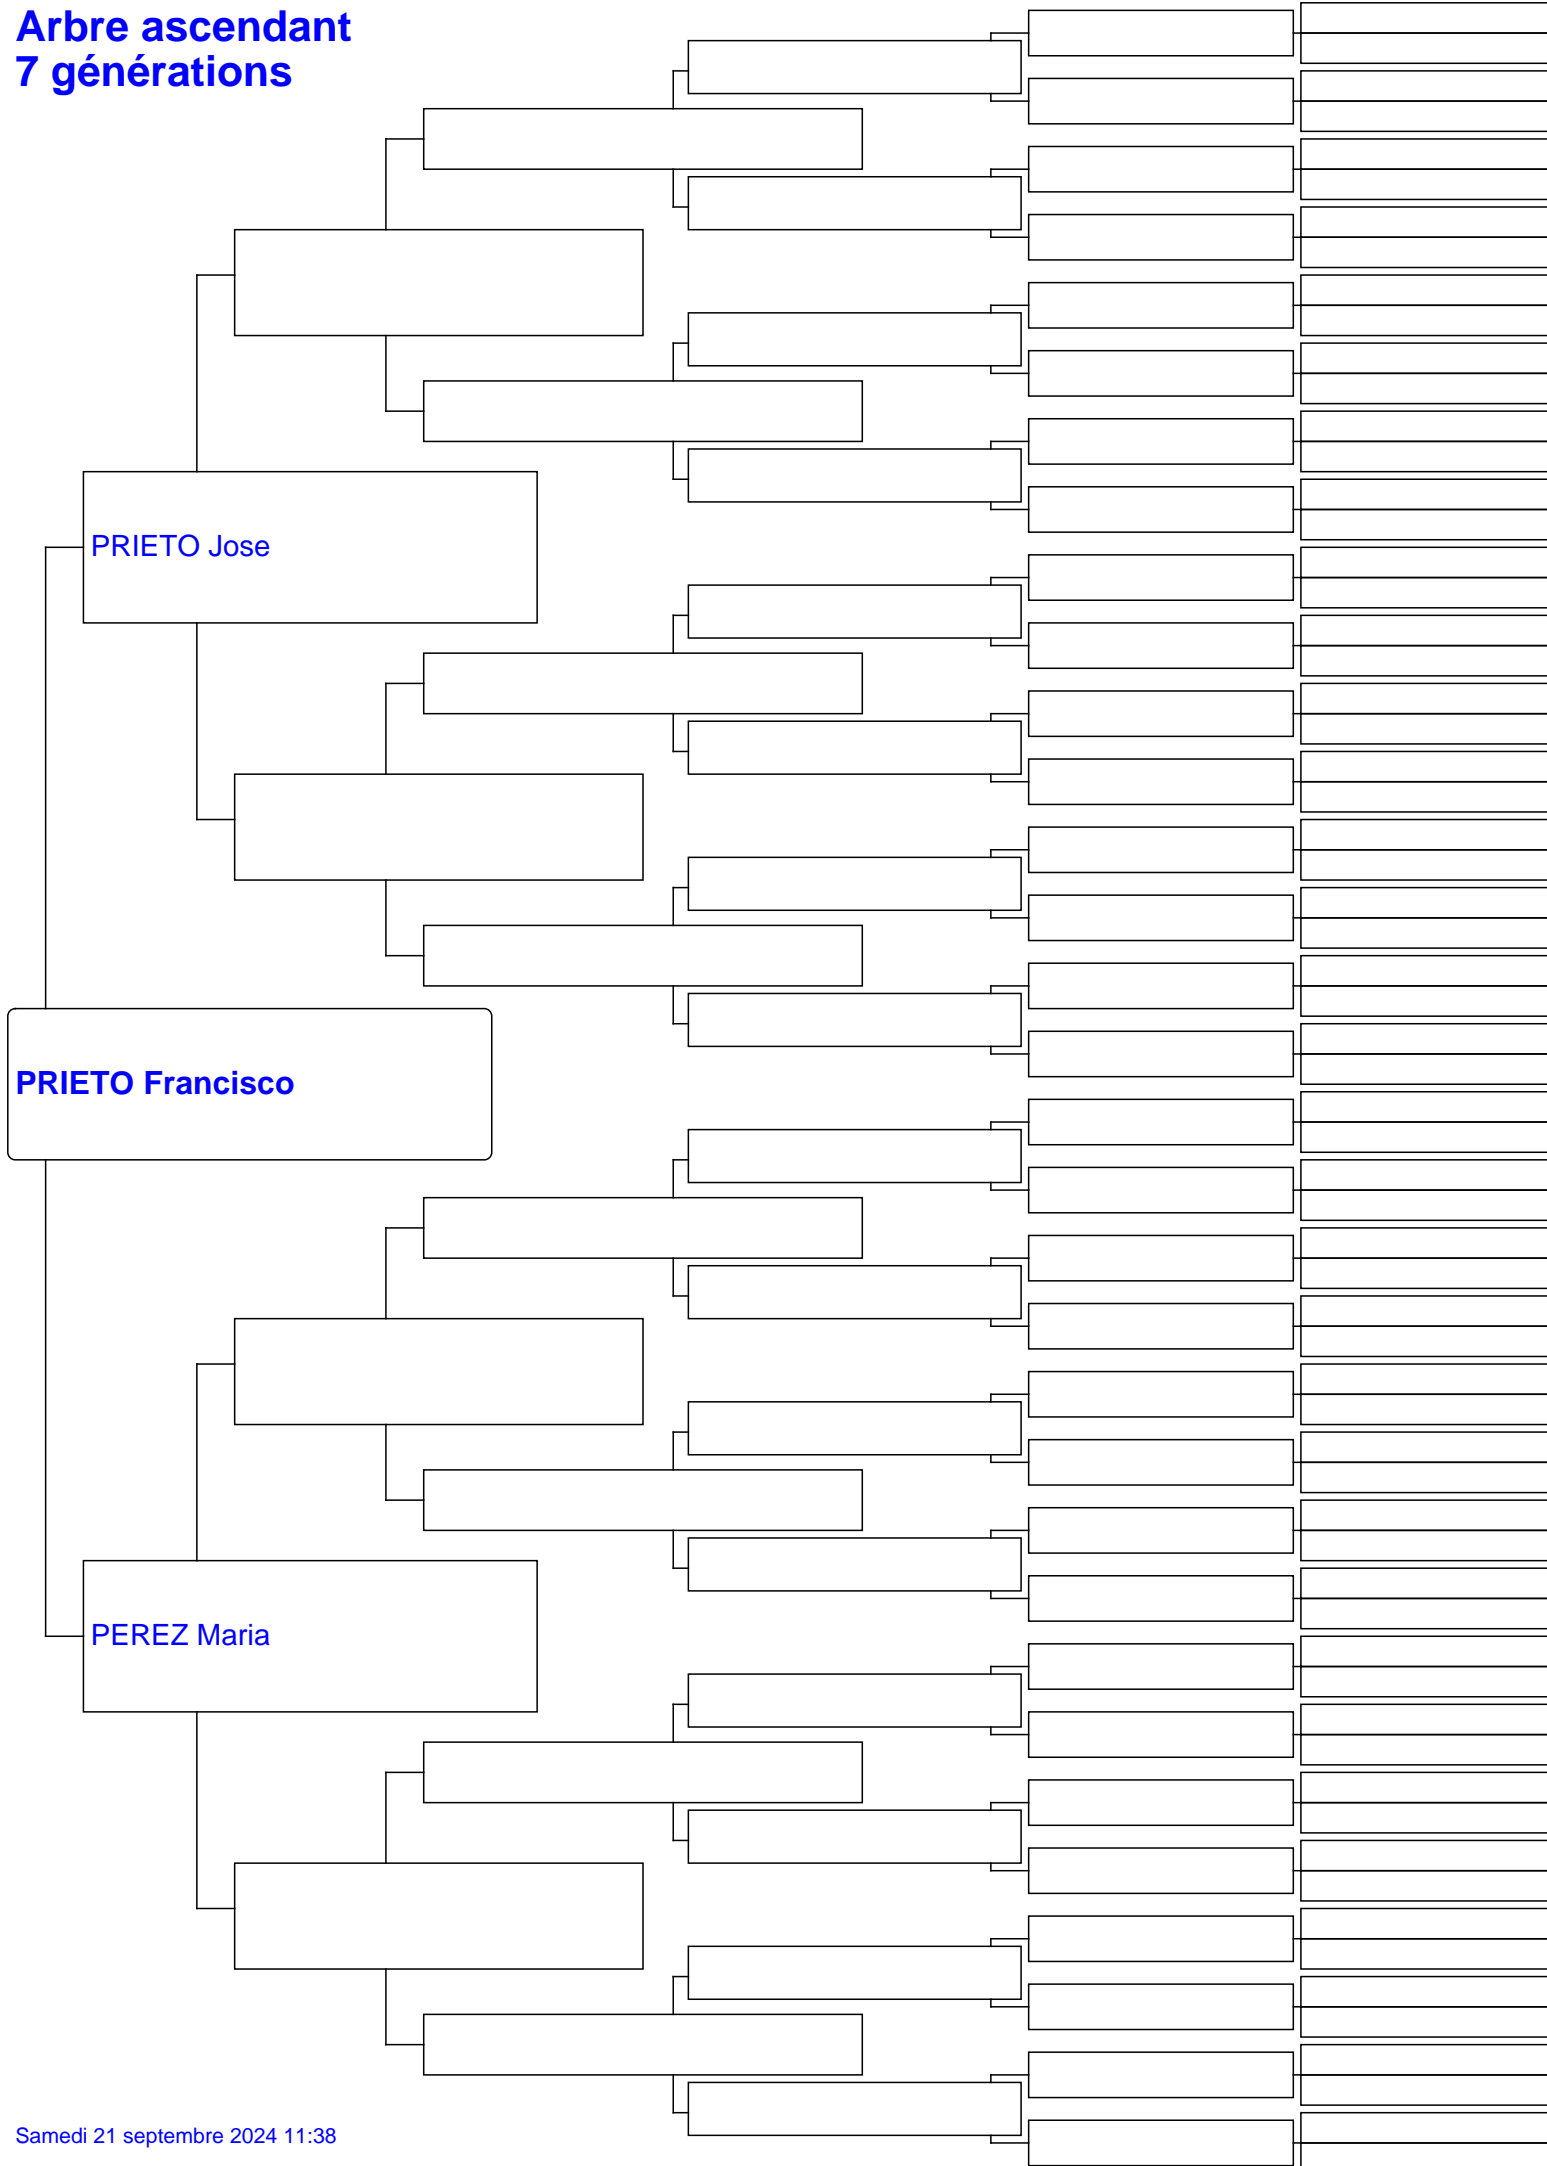 Arbre ascendant
7 générations
PRIETO Jose
PRIETO Francisco
PEREZ Maria
Samedi 21 septembre 2024 11:38